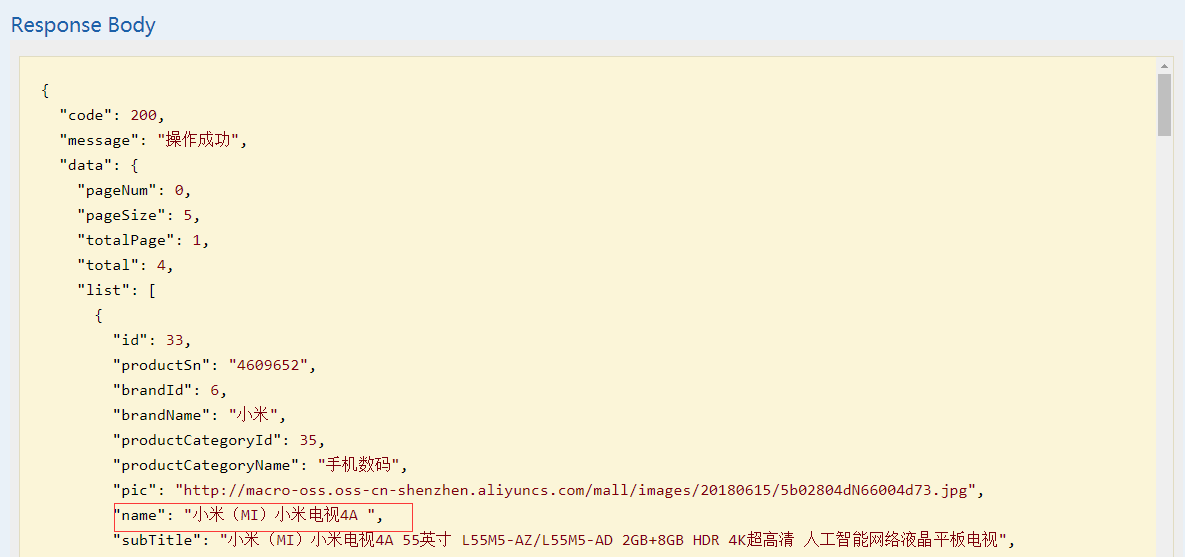 Response Body
{
"code": 200,
"message": "操作成功",
"data": {
"pageNum": 0,
"pageSize": 5,
"totalPage": 1,
"total": 4,
"list": [
{
"id": 33,
"productSn": "4609652",
"brandId": 6,
"brandName": "小米",
"productCategoryId": 35,
"productCategoryName": "手机数码",
"pic": "http://macro-oss.oss-cn-shenzhen.aliyuncs.com/mall/images/20180615/5b02804dN66004d73.jpg",
"name": "小米（MI）小米电视4A ",
"subTitle": "小米（MI）小米电视4A 55英寸 L55M5-AZ/L55M5-AD 2GB+8GB HDR 4K超高清 人工智能网络液晶平板电视",